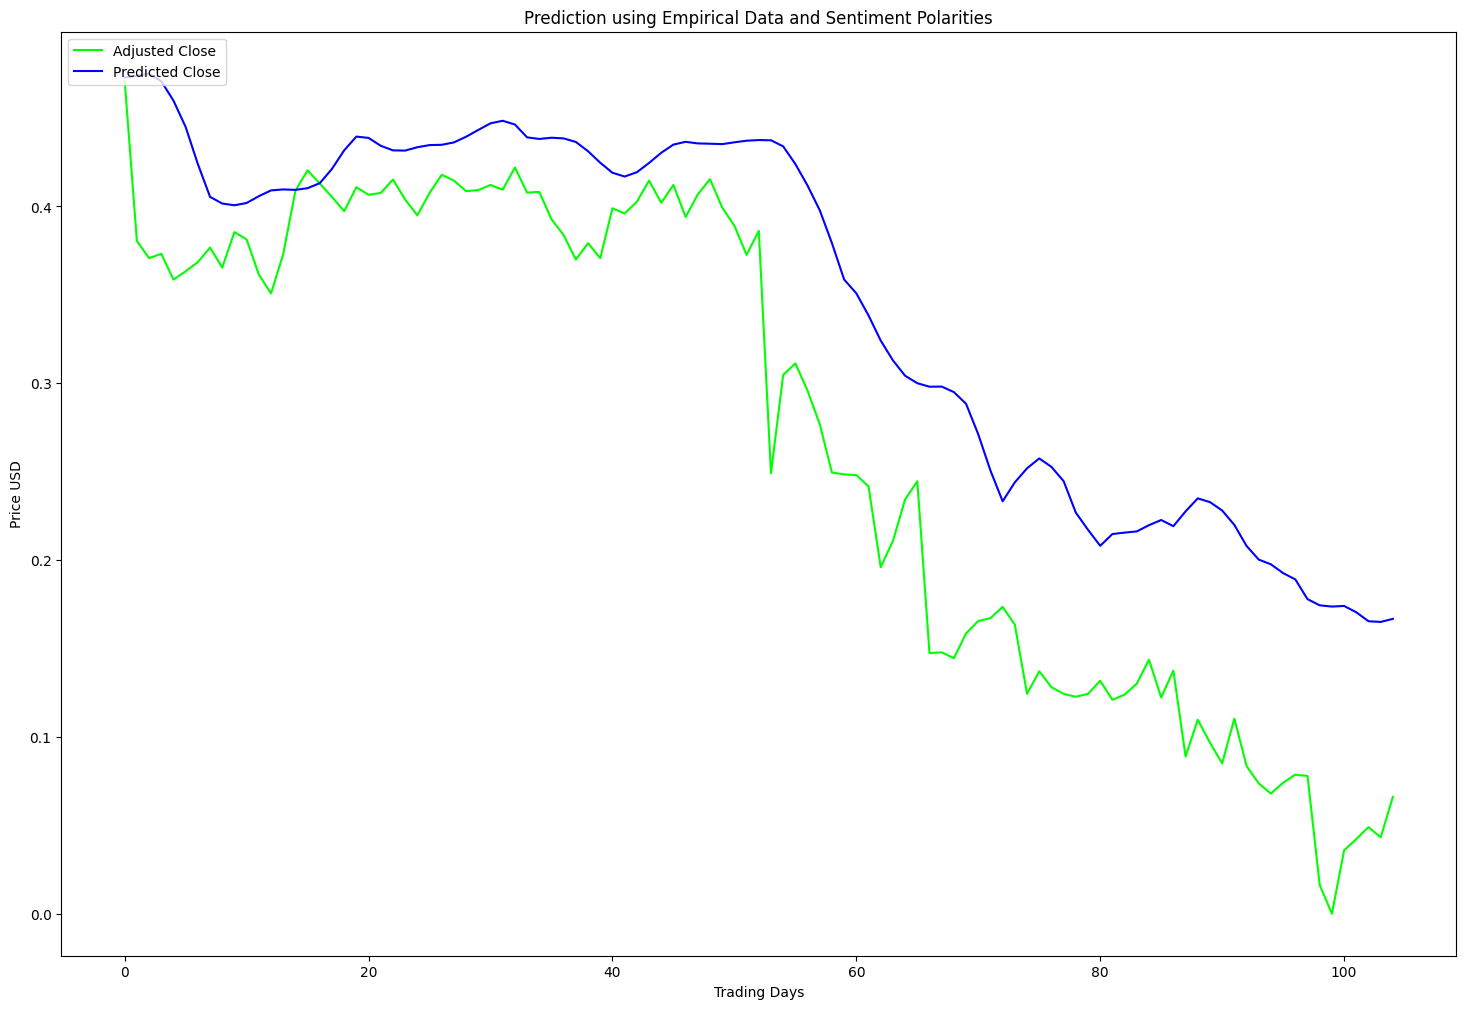 Prediction using Empirical Data and Sentiment Polarities
Adjusted Close
Predicted Close
0.4
0.3
0.2
0.1
0.0
Price USD
0 20 40 60 80 100
Trading Days